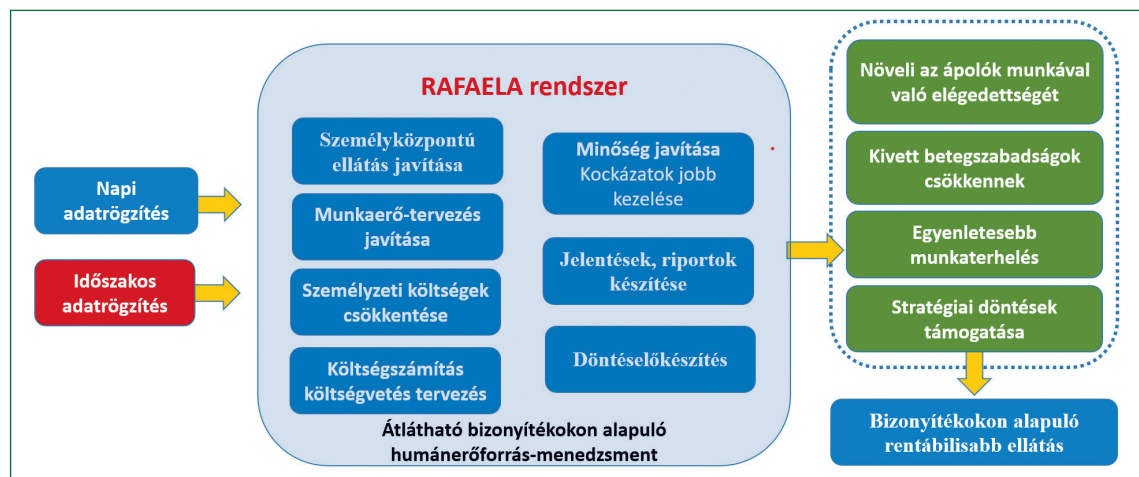 Napi
adatrögzítés
Időszakos
adatrögzítés
RAFAELA rendszer
Személyközpontú
ellátás javítása
Munkaerő-tervezés
javítása
Személyzeti költségek
csökkentése
Költségszámítás
költségvetés tervezés
Minőség javítása
Kockázatok jobb
kezelése
Jelentések, riportok
készítése
Döntéselőkészítés
Átlátható bizonyítékokon alapuló
humánerőforrás-menedzsment
Növeli az ápolók munkával
való elégedettségét
Kivett betegszabadságok
csökkennek
Egyenletesebb
munkaterhelés
Stratégiai döntések
támogatása
Bizonyítékokon alapuló
rentábilisabb ellátás